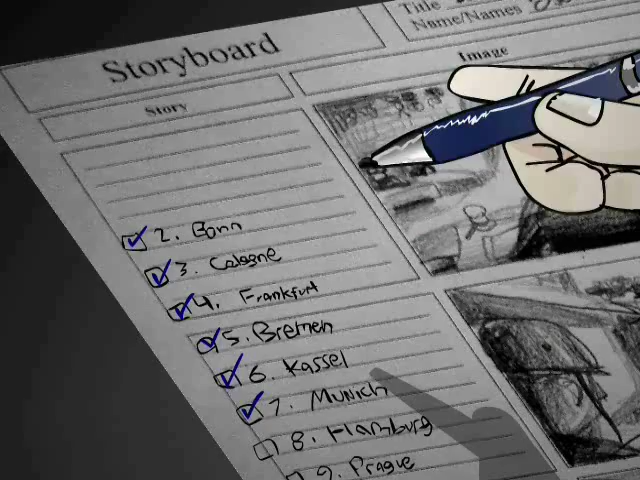 Storyboard
Title
Name/Names
Story
Image
2. Bonn
3. Cologne
4. Frankfurt
5. Bremen
6. Kassel
7. Munich
8. Hamburg
9. Prague